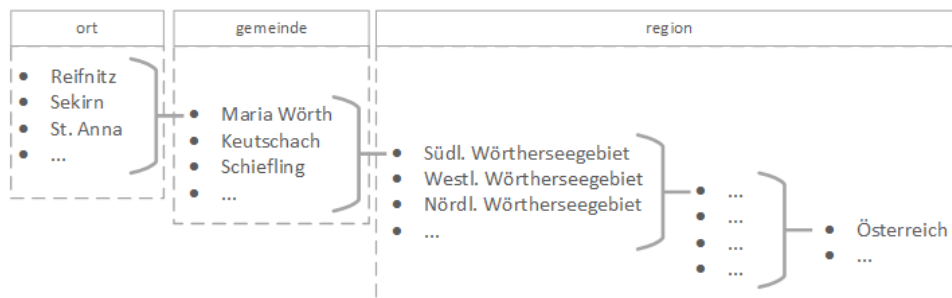 ort
gemeinde
region
• Reifnitz
• Sekirn
• St. Anna
• ...
• Maria Wörth
• Keutschach
• Schiefling
• ...
• Südl. Wörtherseegebiet
• Westl. Wörtherseegebiet
• Nördl. Wörtherseegebiet
• ...
• ...
• ...
• ...
• ...
• Österreich
• ...